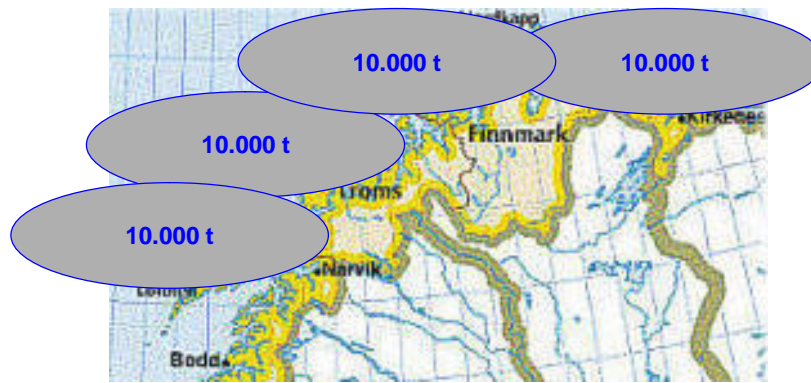 10.000 t
10.000 t
Kirkenes
Finnmark
10.000 t
Troms
10.000 t
Narvik
Bodø